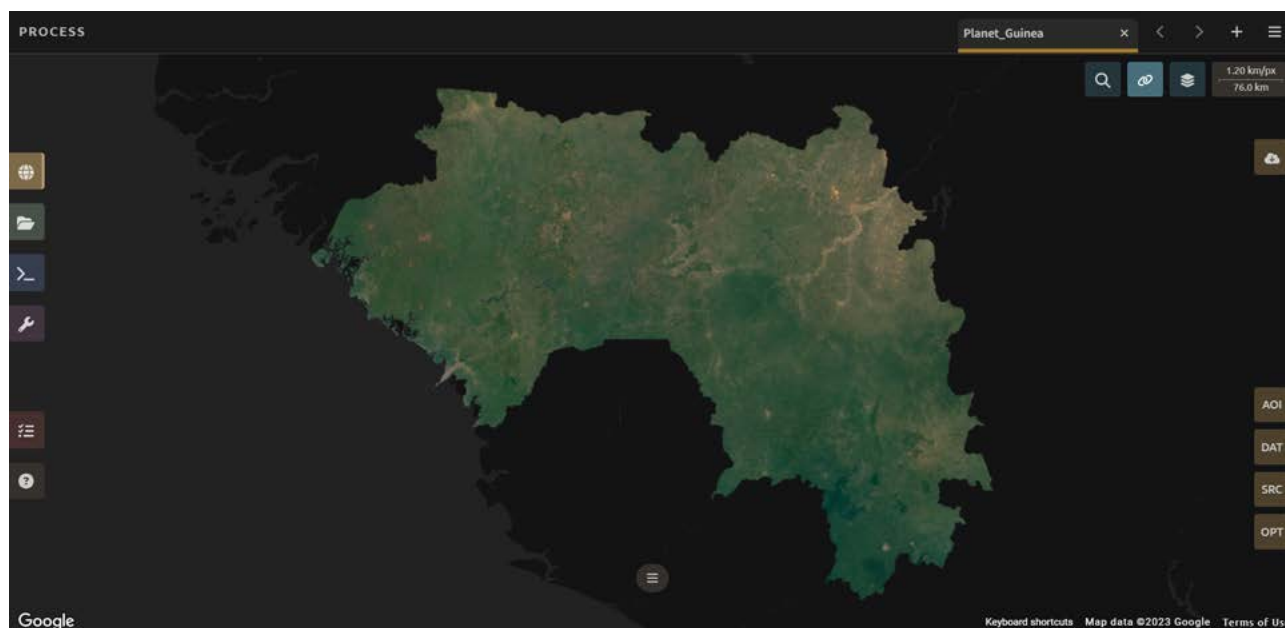 PROCESS
Planet_Guinea
1.20 km/px
76.0 km
AOI
DAT
SRC
OPT
Google
Keyboard shortcuts Map data ©2023 Google Terms of Us